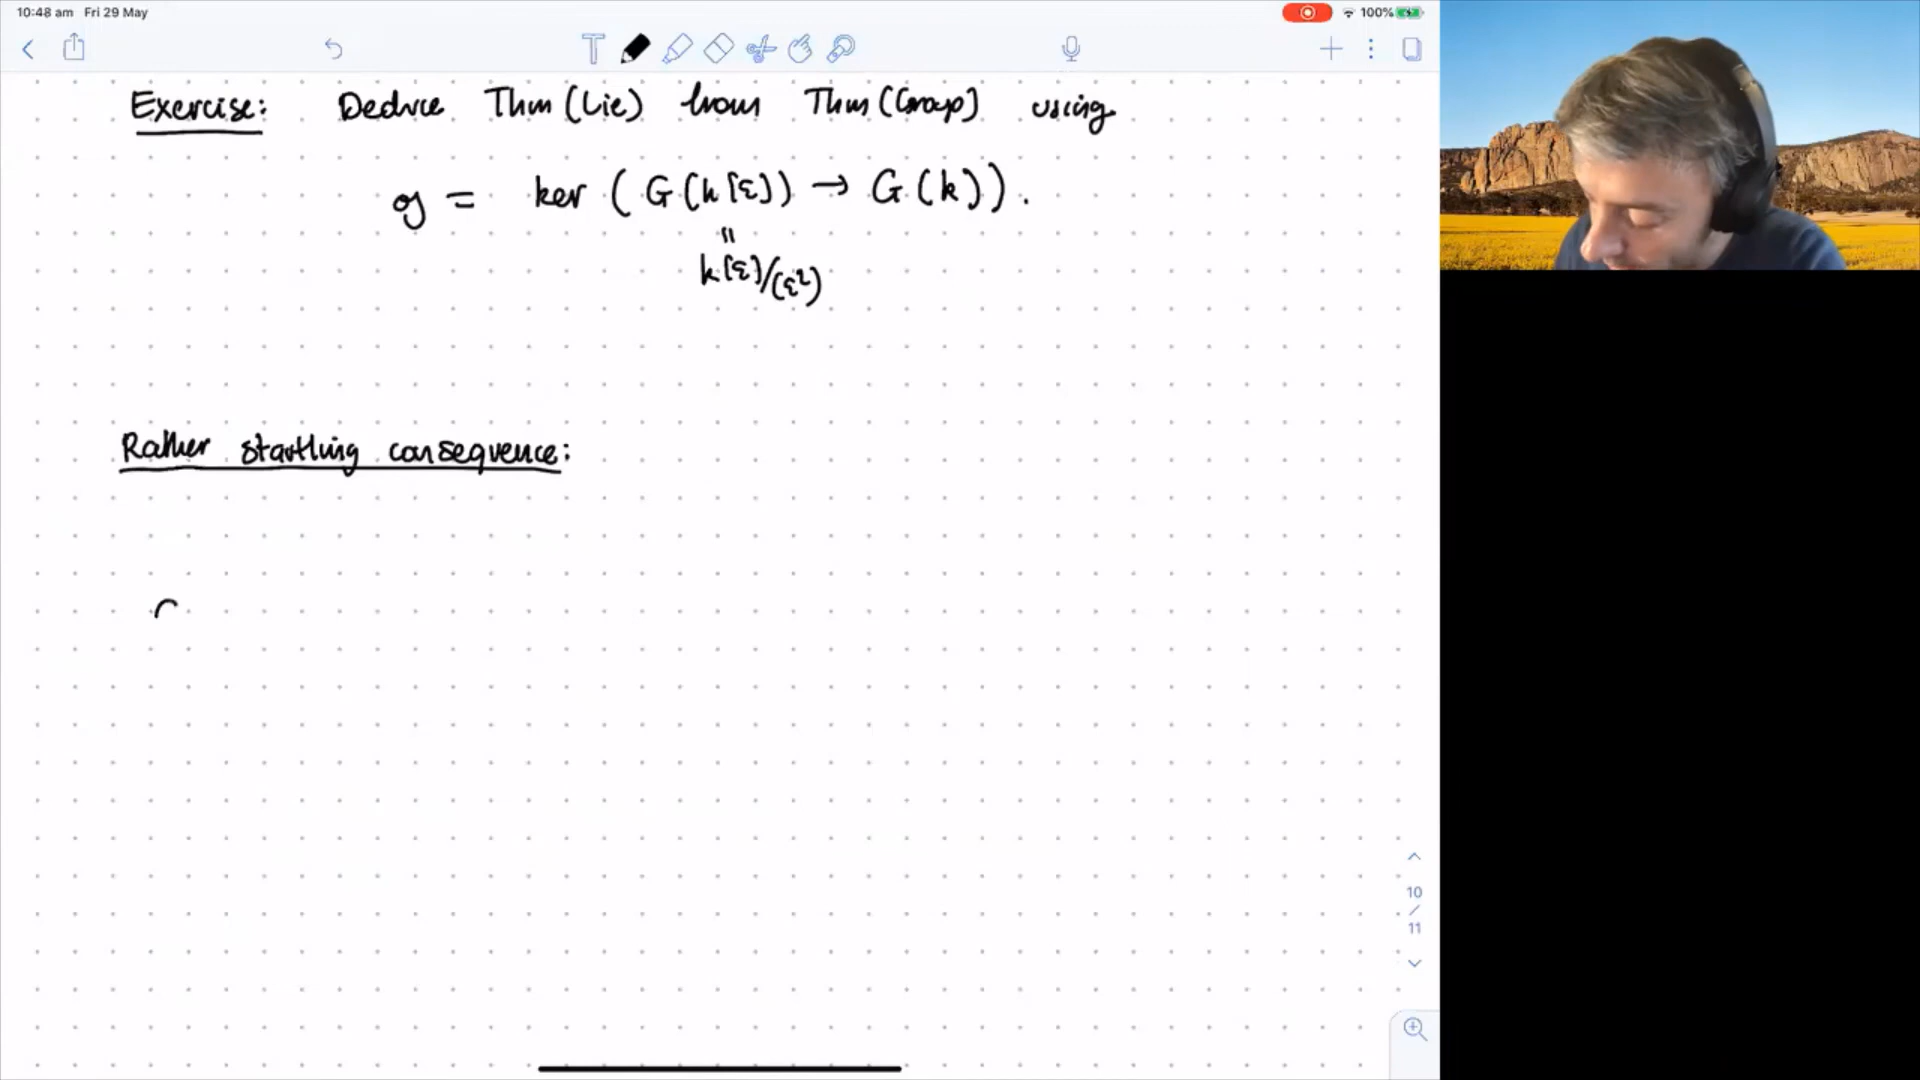 10:48 am Fri 29 May
100%
Exercise: Deduce Thm (Lie) from Thm (Group) using
𝔤 = ker ( G(k[ε]) → G(k) ).
=
k[ε]/(ε²)
Rather startling consequence:
10
/
11